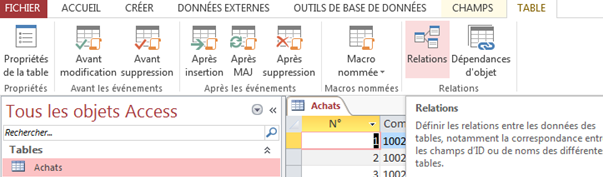 FICHIER ACCUEIL CRÉER DONNÉES EXTERNES OUTILS DE BASE DE DONNÉES CHAMPS TABLE
Propriétés de la table
Avant modification
Avant suppression
Après insertion
Après MAJ
Après suppression
Macro nommée
Relations
Dépendances d'objet
Propriétés Avant les événements Après les événements Macros nommées Relations
Tous les objets Access
Rechercher...
Tables
Achats
Achats
N° Com
1 1002
2 1002
3 1002
Relations
Définir les relations entre les données des
tables, notamment la correspondance entr
les champs d'ID ou de noms des différente
tables.